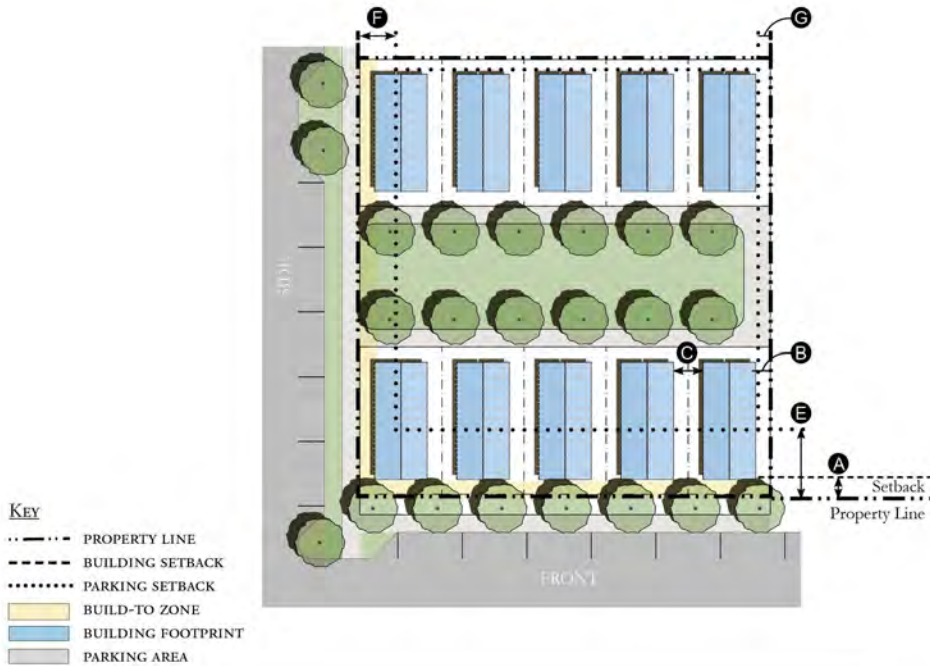 F
G
SIDE
C
B
E
A
Setback
Property Line
KEY
PROPERTY LINE
BUILDING SETBACK
PARKING SETBACK
BUILD-TO ZONE
BUILDING FOOTPRINT
PARKING AREA
FRONT